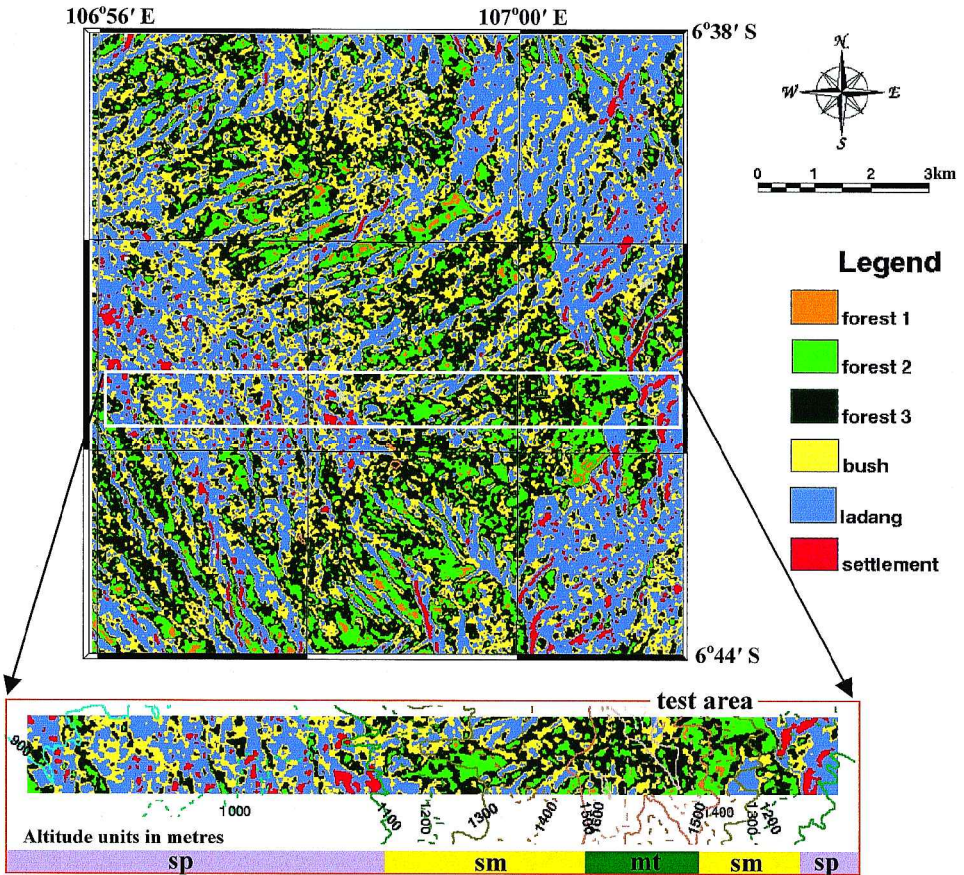 106°56' E
107°00' E
6°38' S
N
W
E
S
0 1 2 3km
Legend
forest 1
forest 2
forest 3
bush
ladang
settlement
6°44' S
test area
900
1000
1100
1200
1300
1400
1500
1600
1500
1400
1300
1200
Altitude units in metres
sp sm mt sm sp